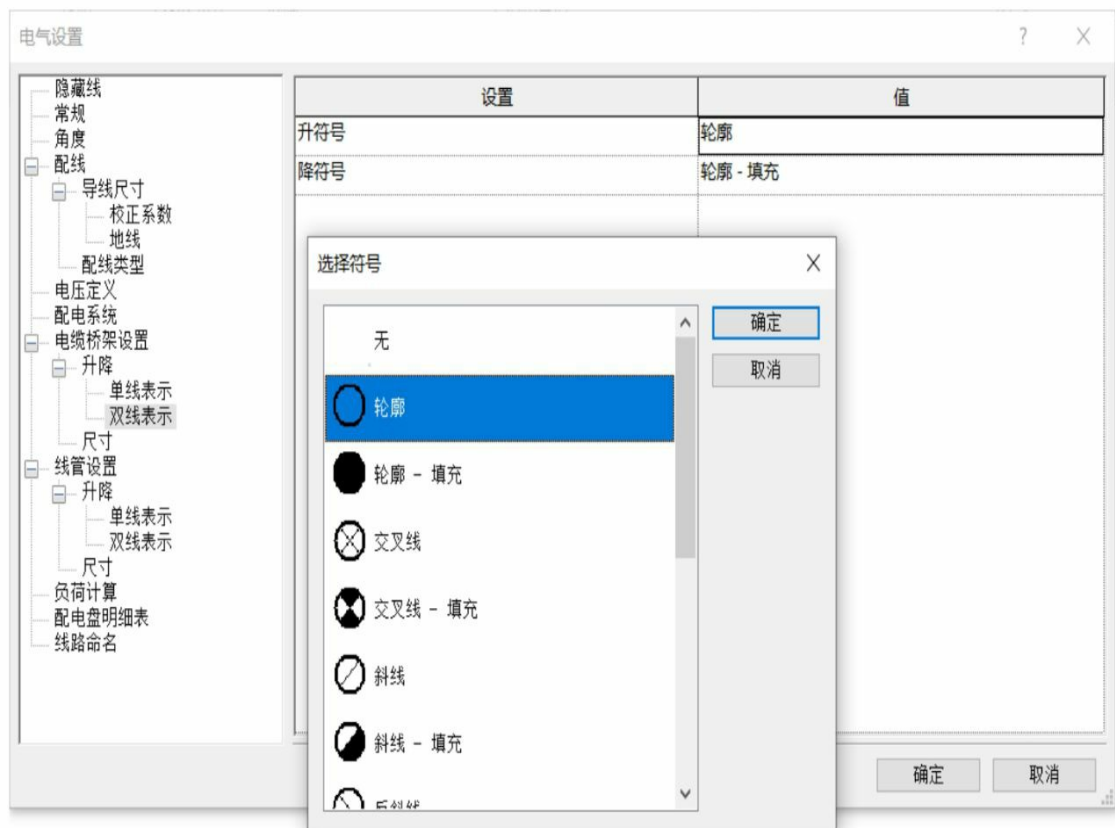 电气设置
隐藏线
常规
角度
配线
导线尺寸
校正系数
地线
配线类型
电压定义
配电系统
电缆桥架设置
升降
单线表示
双线表示
尺寸
线管设置
升降
单线表示
双线表示
尺寸
负荷计算
配电盘明细表
线路命名
设置 值
升符号 轮廓
降符号 轮廓 - 填充
选择符号
无
轮廓
轮廓 - 填充
交叉线
交叉线 - 填充
斜线
斜线 - 填充
反斜线
确定
取消
确定 取消